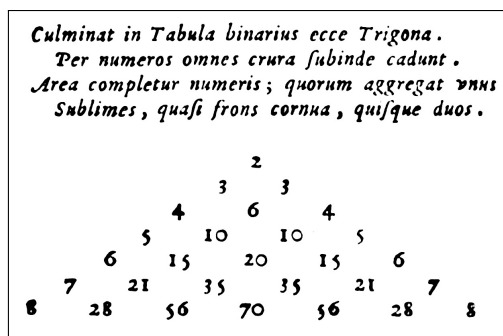 Culminat in Tabula binarius ecce Trigona.
Per numeros omnes crura ſubinde cadunt.
Area completur numeris; quorum aggregat vnus
Sublimes, quaſi frons cornua, quiſque duos.
2
3 3
4 6 4
5 10 10 5
6 15 20 15 6
7 21 35 35 21 7
8 28 56 70 56 28 8